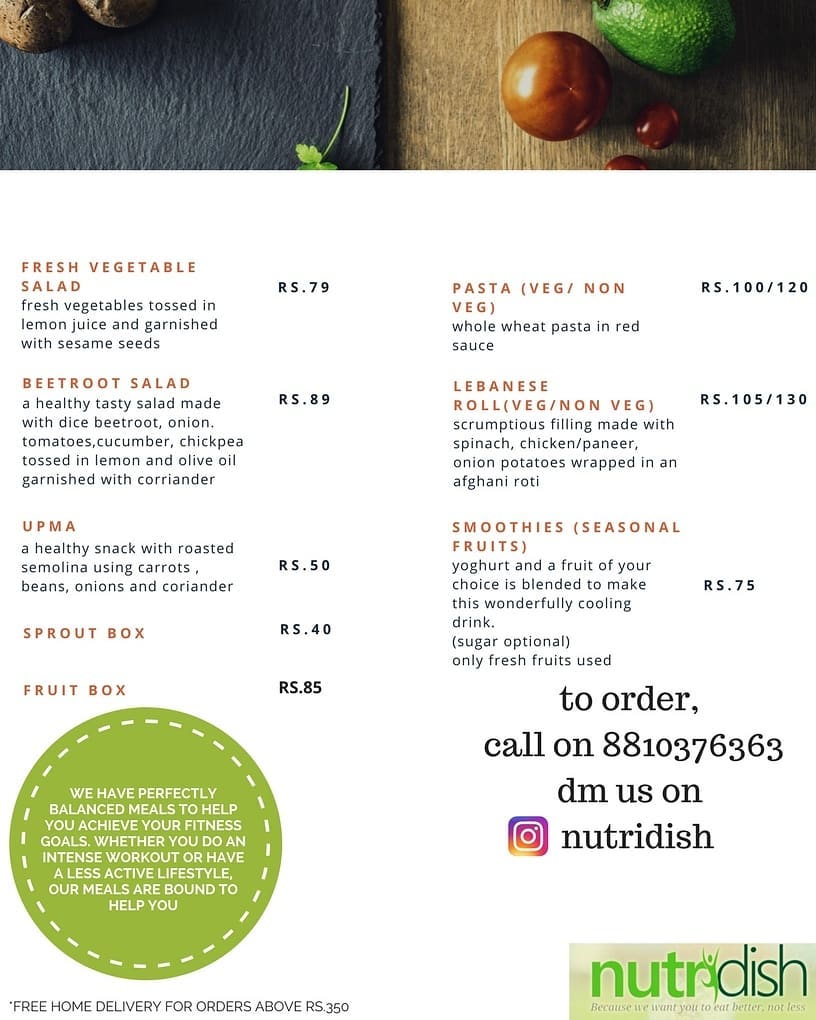 FRESH VEGETABLE
SALAD
RS.79
fresh vegetables tossed in
lemon juice and garnished
with sesame seeds
BEETROOT SALAD
RS.89
a healthy tasty salad made
with dice beetroot, onion.
tomatoes,cucumber, chickpea
tossed in lemon and olive oil
garnished with corriander
UPMA
a healthy snack with roasted
semolina using carrots ,
beans, onions and coriander
RS.50
SPROUT BOX
RS.40
FRUIT BOX
RS.85
PASTA (VEG/ NON
VEG)
RS.100/120
whole wheat pasta in red
sauce
LEBANESE
ROLL(VEG/NON VEG)
RS.105/130
scrumptious filling made with
spinach, chicken/paneer,
onion potatoes wrapped in an
afghani roti
SMOOTHIES (SEASONAL
FRUITS)
yoghurt and a fruit of your
choice is blended to make
this wonderfully cooling
drink.
RS.75
(sugar optional)
only fresh fruits used
to order,
call on 8810376363
dm us on
nutridish
WE HAVE PERFECTLY
BALANCED MEALS TO HELP
YOU ACHIEVE YOUR FITNESS
GOALS. WHETHER YOU DO AN
INTENSE WORKOUT OR HAVE
A LESS ACTIVE LIFESTYLE,
OUR MEALS ARE BOUND TO
HELP YOU
*FREE HOME DELIVERY FOR ORDERS ABOVE RS.350
nutridish
Because we want you to eat better, not less